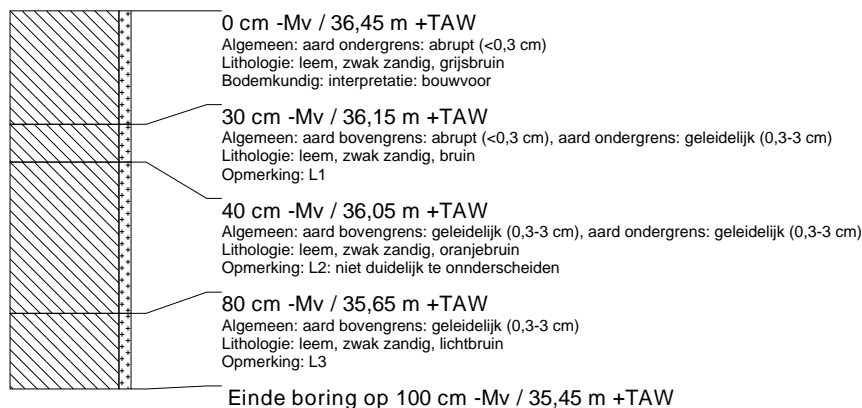 0 cm -Mv / 36,45 m +TAW
Algemeen: aard ondergrens: abrupt (<0,3 cm)
Lithologie: leem, zwak zandig, grijsbruin
Bodemkundig: interpretatie: bouwvoor
30 cm -Mv / 36,15 m +TAW
Algemeen: aard bovengrens: abrupt (<0,3 cm), aard ondergrens: geleidelijk (0,3-3 cm)
Lithologie: leem, zwak zandig, bruin
Opmerking: L1
40 cm -Mv / 36,05 m +TAW
Algemeen: aard bovengrens: geleidelijk (0,3-3 cm), aard ondergrens: geleidelijk (0,3-3 cm)
Lithologie: leem, zwak zandig, oranjebruin
Opmerking: L2: niet duidelijk te onnderscheiden
80 cm -Mv / 35,65 m +TAW
Algemeen: aard bovengrens: geleidelijk (0,3-3 cm)
Lithologie: leem, zwak zandig, lichtbruin
Opmerking: L3
Einde boring op 100 cm -Mv / 35,45 m +TAW